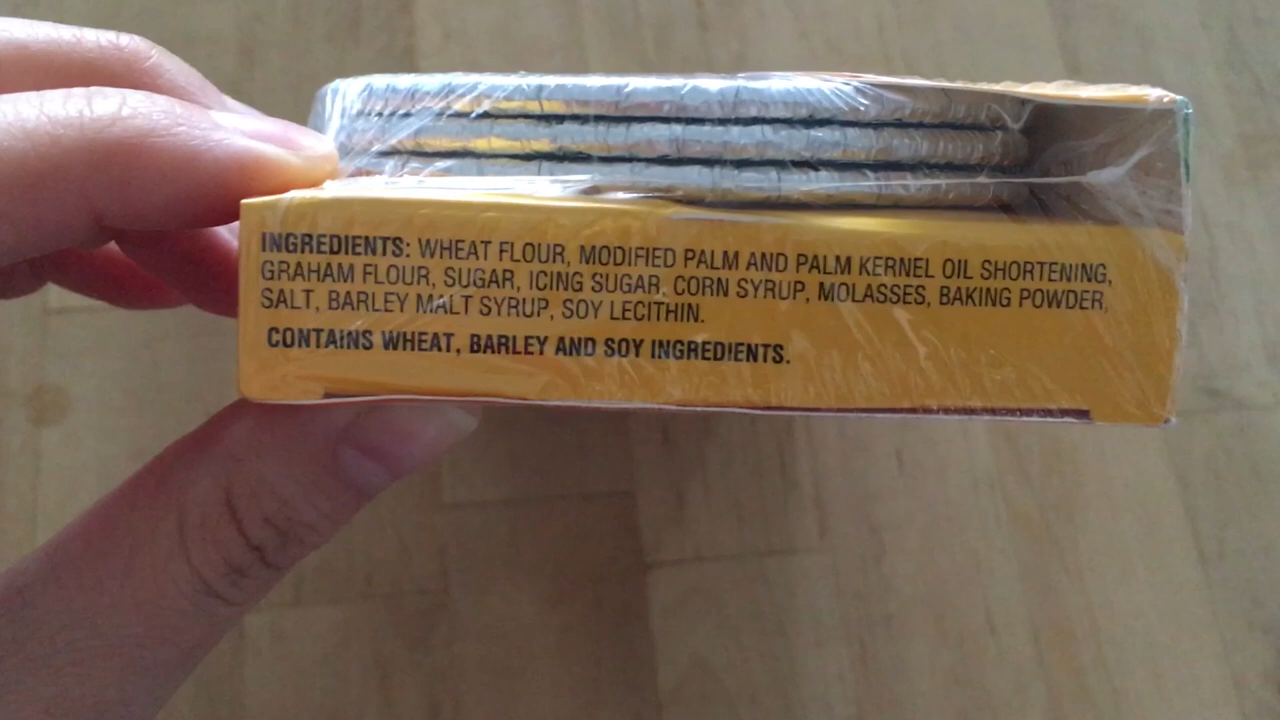 INGREDIENTS: WHEAT FLOUR, MODIFIED PALM AND PALM KERNEL OIL SHORTENING,
GRAHAM FLOUR, SUGAR, ICING SUGAR, CORN SYRUP, MOLASSES, BAKING POWDER,
SALT, BARLEY MALT SYRUP, SOY LECITHIN.
CONTAINS WHEAT, BARLEY AND SOY INGREDIENTS.